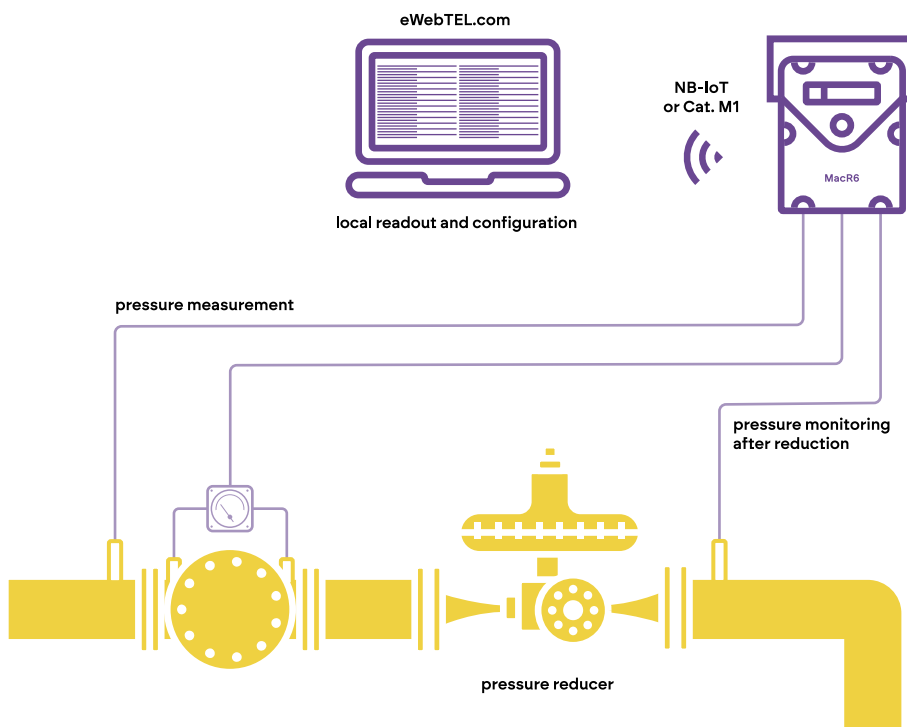 eWebTEL.com
NB-IoT
or Cat. M1
MacR6
local readout and configuration
pressure measurement
pressure monitoring
after reduction
pressure reducer